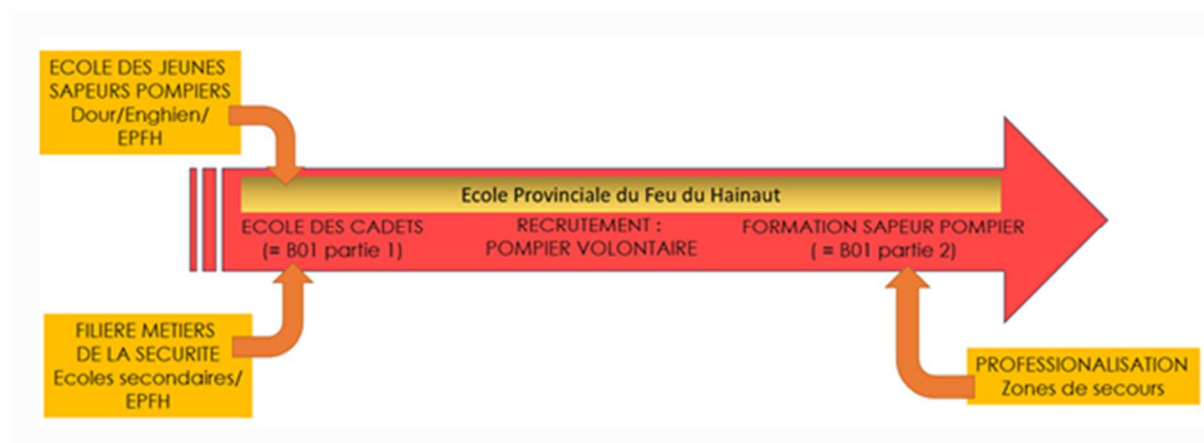 ECOLE DES JEUNES
SAPEURS POMPIERS
Dour/Enghien/
EPFH
Ecole Provinciale du Feu du Hainaut
ECOLE DES CADETS
(= B01 partie 1)
RECRUTEMENT :
POMPIER VOLONTAIRE
FORMATION SAPEUR POMPIER
( = B01 partie 2)
FILIERE METIERS
DE LA SECURITE
Ecoles secondaires/
EPFH
PROFESSIONALISATION
Zones de secours